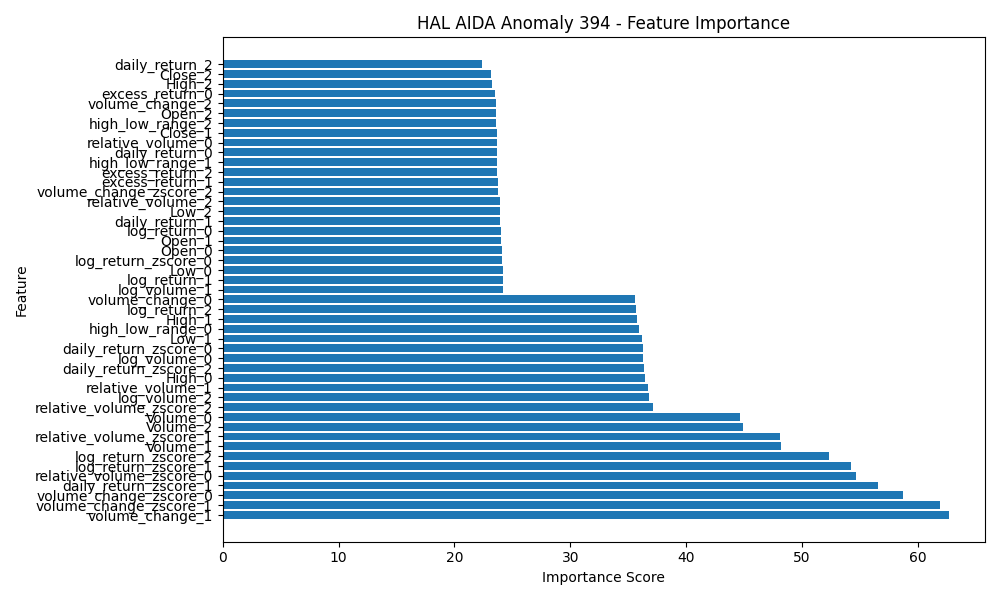 HAL AIDA Anomaly 394 - Feature Importance
daily_return_2
Close_2
High_2
excess_return_0
volume_change_2
Open_2
high_low_range_2
Close_1
relative_volume_0
daily_return_0
high_low_range_1
excess_return_2
excess_return_1
volume_change_zscore_2
relative_volume_2
Low_2
daily_return_1
log_return_0
Open_1
Open_0
log_return_zscore_0
Low_0
log_return_1
log_volume_1
volume_change_0
log_return_2
High_1
high_low_range_0
Low_1
daily_return_zscore_0
log_volume_0
daily_return_zscore_2
High_0
relative_volume_1
log_volume_2
relative_volume_zscore_2
Volume_0
Volume_2
relative_volume_zscore_1
Volume_1
log_return_zscore_2
log_return_zscore_1
relative_volume_zscore_0
daily_return_zscore_1
volume_change_zscore_0
volume_change_zscore_1
volume_change_1
Feature
0 10 20 30 40 50 60
Importance Score